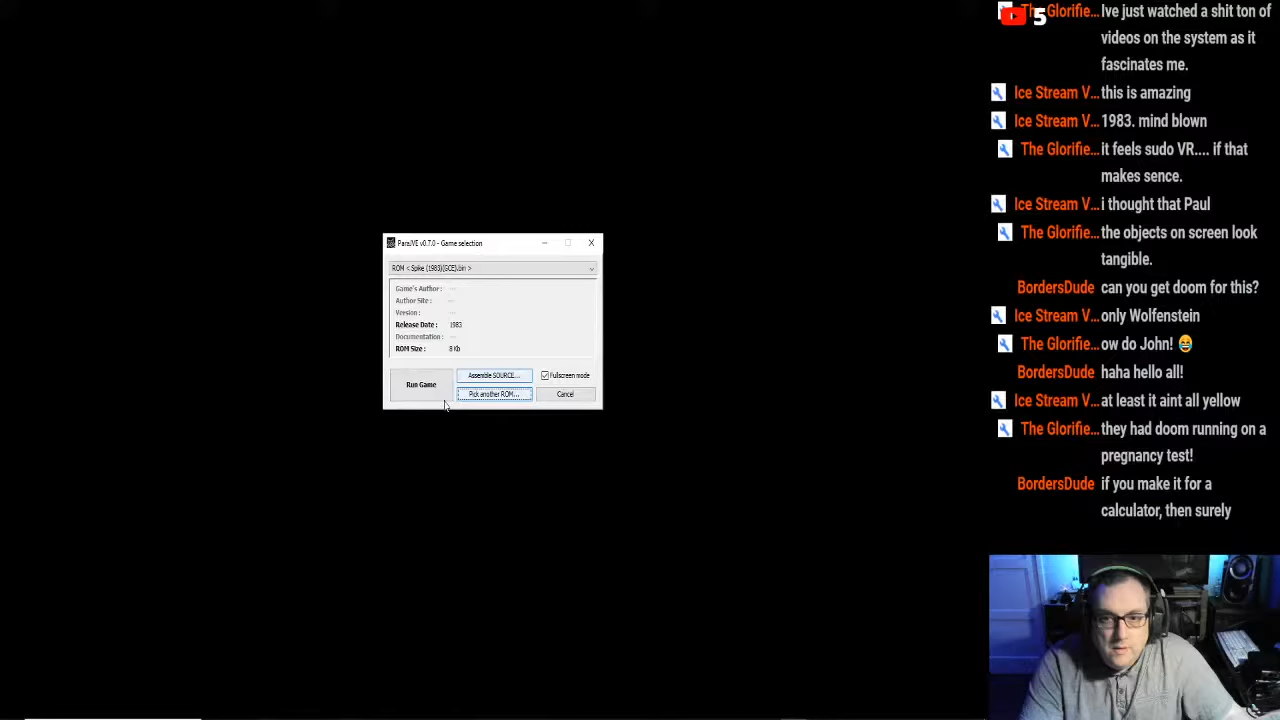 ParaJVE v0.7.0 - Game selection
ROM < Spike (1983)(GCE).bin >
Game's Author : ---
Author Site : ---
Version : ---
Release Date : 1983
Documentation : ---
ROM Size : 8 Kb
Run Game
Assemble SOURCE...
Fullscreen mode
Pick another ROM...
Cancel
5
The Glorifie... Ive just watched a shit ton of
videos on the system as it
fascinates me.
Ice Stream V... this is amazing
Ice Stream V... 1983. mind blown
The Glorifie... it feels sudo VR.... if that
makes sence.
Ice Stream V... i thought that Paul
The Glorifie... the objects on screen look
tangible.
BordersDude can you get doom for this?
Ice Stream V... only Wolfenstein
The Glorifie... ow do John! 😂
BordersDude haha hello all!
Ice Stream V... at least it aint all yellow
The Glorifie... they had doom running on a
pregnancy test!
BordersDude if you make it for a
calculator, then surely